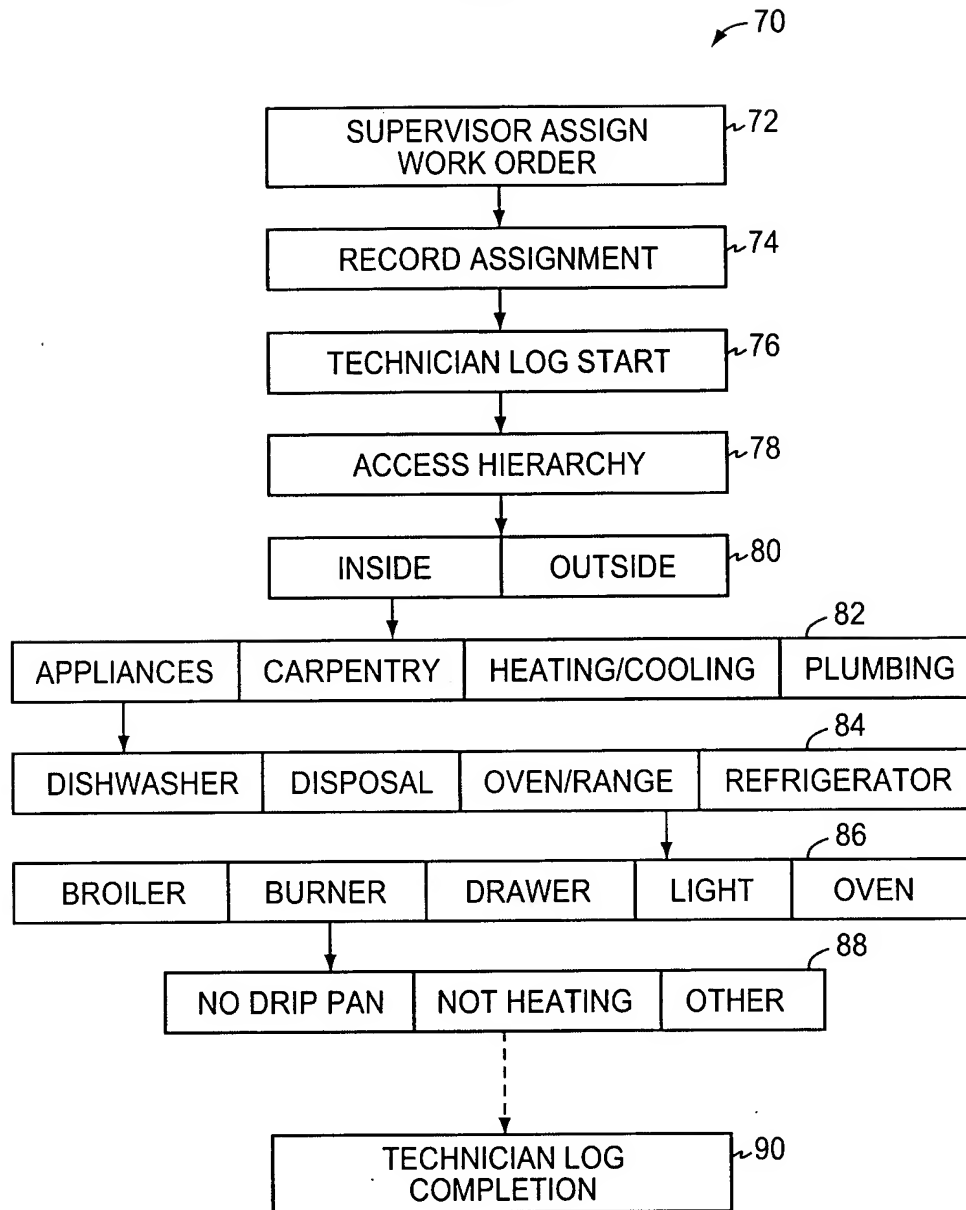 70
SUPERVISOR ASSIGN
WORK ORDER
72
RECORD ASSIGNMENT
74
TECHNICIAN LOG START
76
ACCESS HIERARCHY
78
INSIDE OUTSIDE
80
82
APPLIANCES CARPENTRY HEATING/COOLING PLUMBING
84
DISHWASHER DISPOSAL OVEN/RANGE REFRIGERATOR
86
BROILER BURNER DRAWER LIGHT OVEN
88
NO DRIP PAN NOT HEATING OTHER
TECHNICIAN LOG
COMPLETION
90